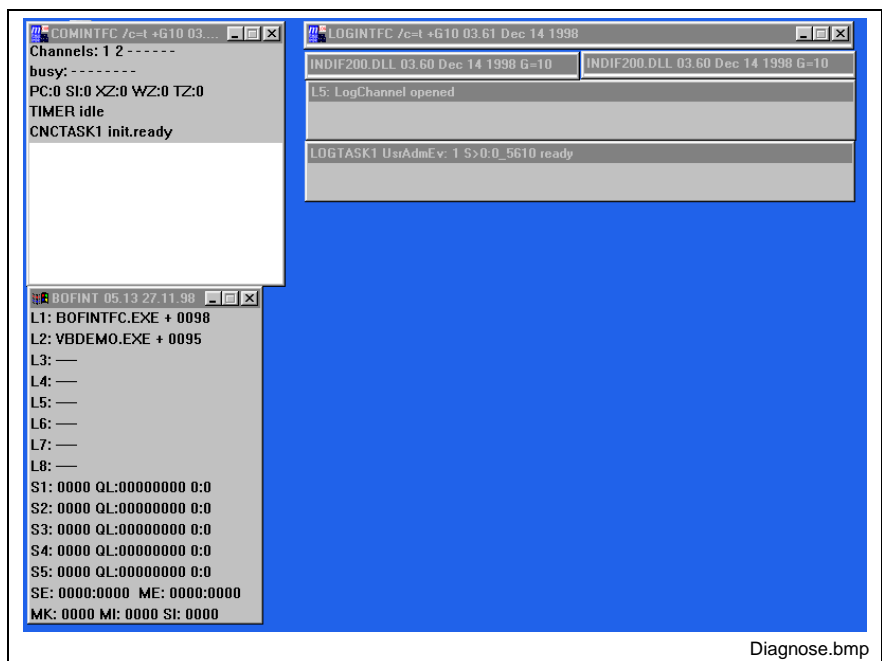 COMINTFC /c=t +G10 03....
Channels: 1 2 - - - - - -
busy: - - - - - - - -
PC:0 SI:0 XZ:0 WZ:0 TZ:0
TIMER idle
CNCTASK1 init.ready
LOGINTFC /c=t +G10 03.61 Dec 14 1998
INDIF200.DLL 03.60 Dec 14 1998 G=10
INDIF200.DLL 03.60 Dec 14 1998 G=10
L5: LogChannel opened
LOGTASK1 UsrAdmEv: 1 S>0:0_5610 ready
BOFINT 05.13 27.11.98
L1: BOFINTFC.EXE + 0098
L2: VBDEMO.EXE + 0095
L3: ----
L4: ----
L5: ----
L6: ----
L7: ----
L8: ----
S1: 0000 QL:00000000 0:0
S2: 0000 QL:00000000 0:0
S3: 0000 QL:00000000 0:0
S4: 0000 QL:00000000 0:0
S5: 0000 QL:00000000 0:0
SE: 0000:0000 ME: 0000:0000
MK: 0000 MI: 0000 SI: 0000
Diagnose.bmp